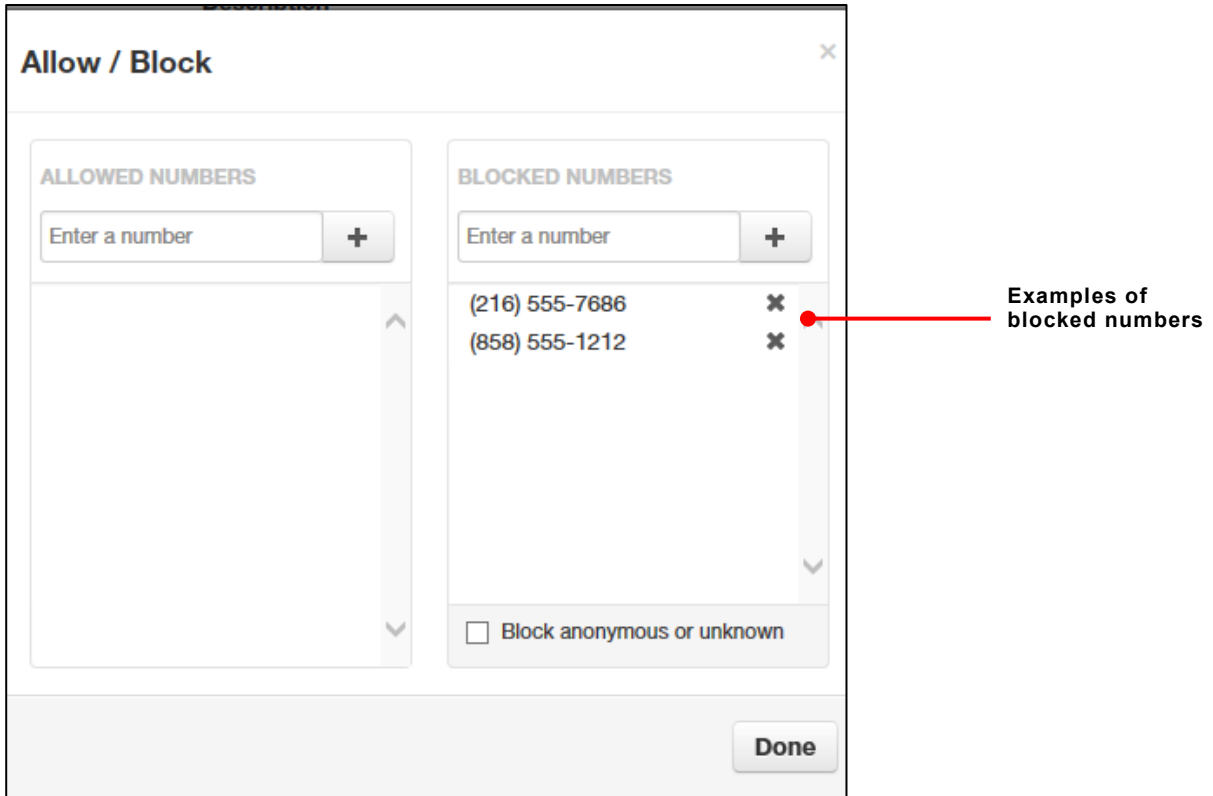 Description
Allow / Block
ALLOWED NUMBERS
Enter a number
BLOCKED NUMBERS
Enter a number
(216) 555-7686
(858) 555-1212
Block anonymous or unknown
Done
Examples of
blocked numbers